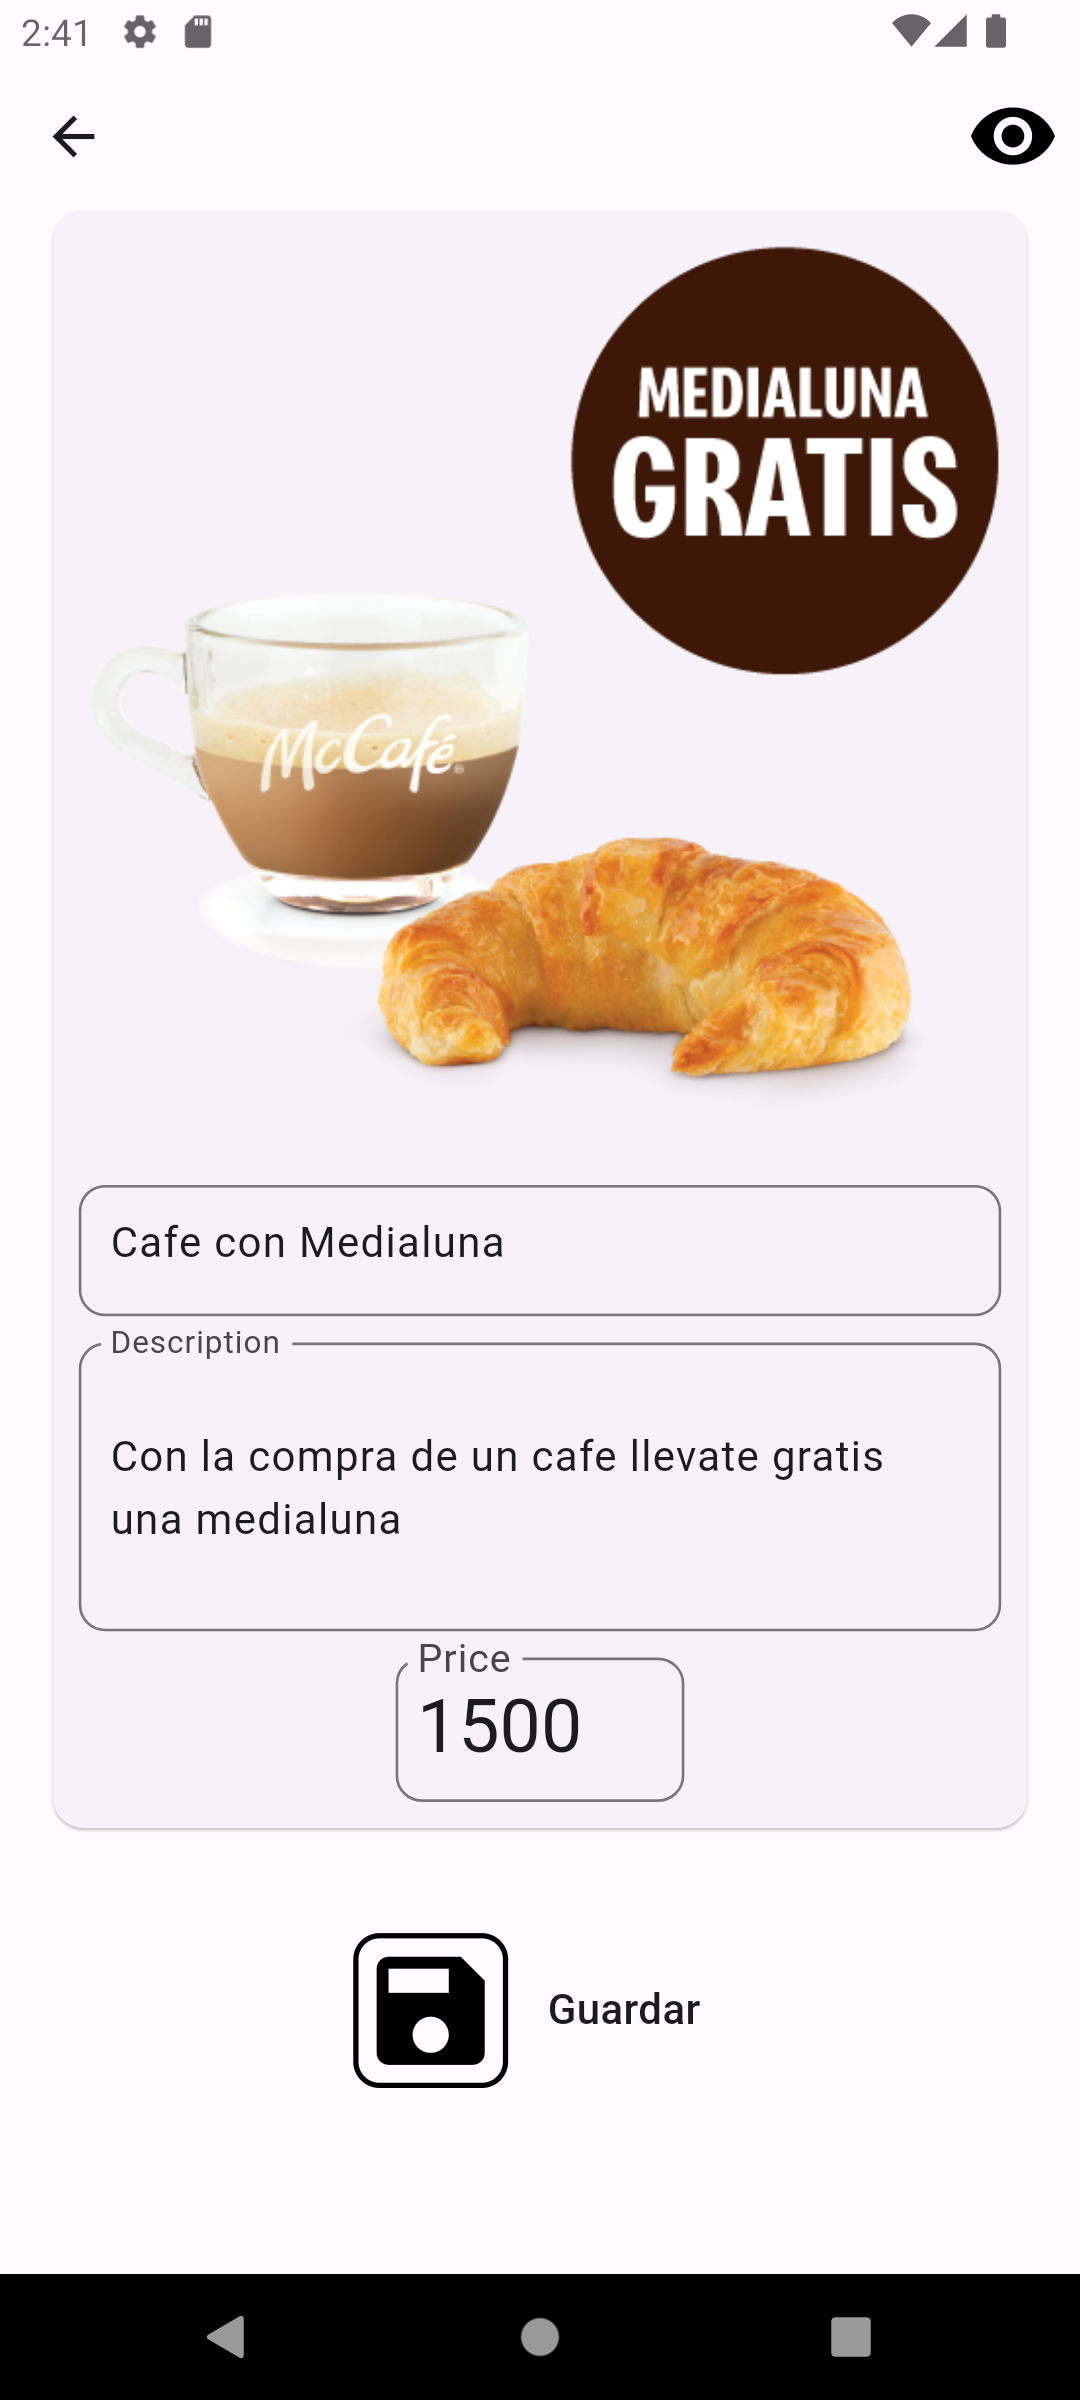 2:41
MEDIALUNA
GRATIS
McCafé®
Cafe con Medialuna
Description
Con la compra de un cafe llevate gratis
una medialuna
Price
1500
Guardar